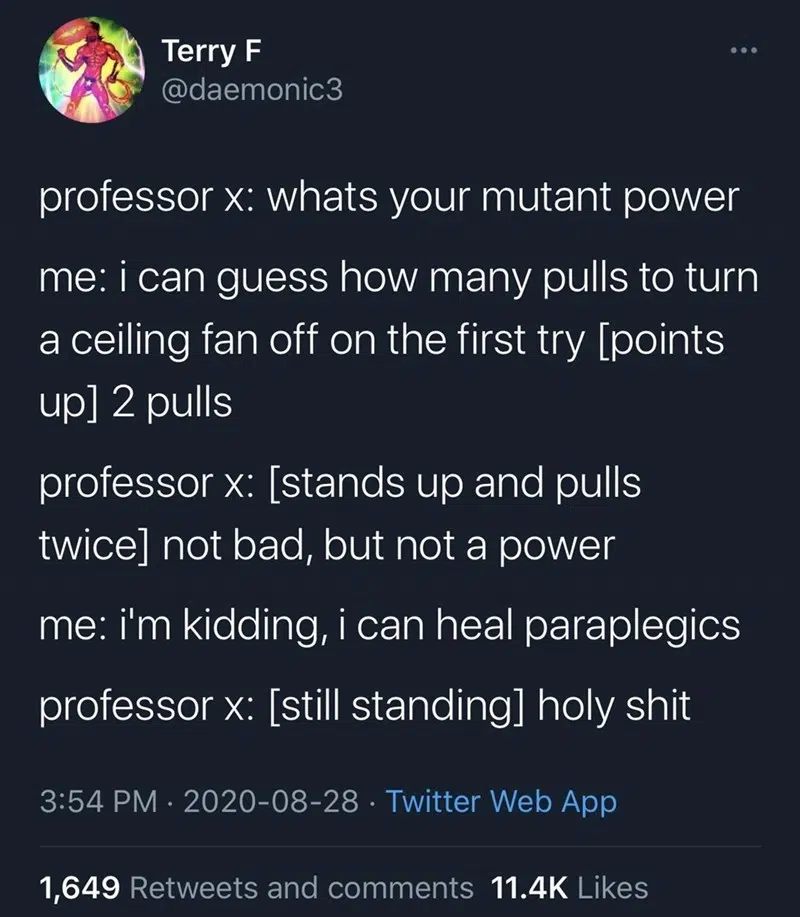 Terry F
@daemonic3
professor x: whats your mutant power
me: i can guess how many pulls to turn
a ceiling fan off on the first try [points
up] 2 pulls
professor x: [stands up and pulls
twice] not bad, but not a power
me: i'm kidding, i can heal paraplegics
professor x: [still standing] holy shit
3:54 PM · 2020-08-28 · Twitter Web App
1,649 Retweets and comments 11.4K Likes